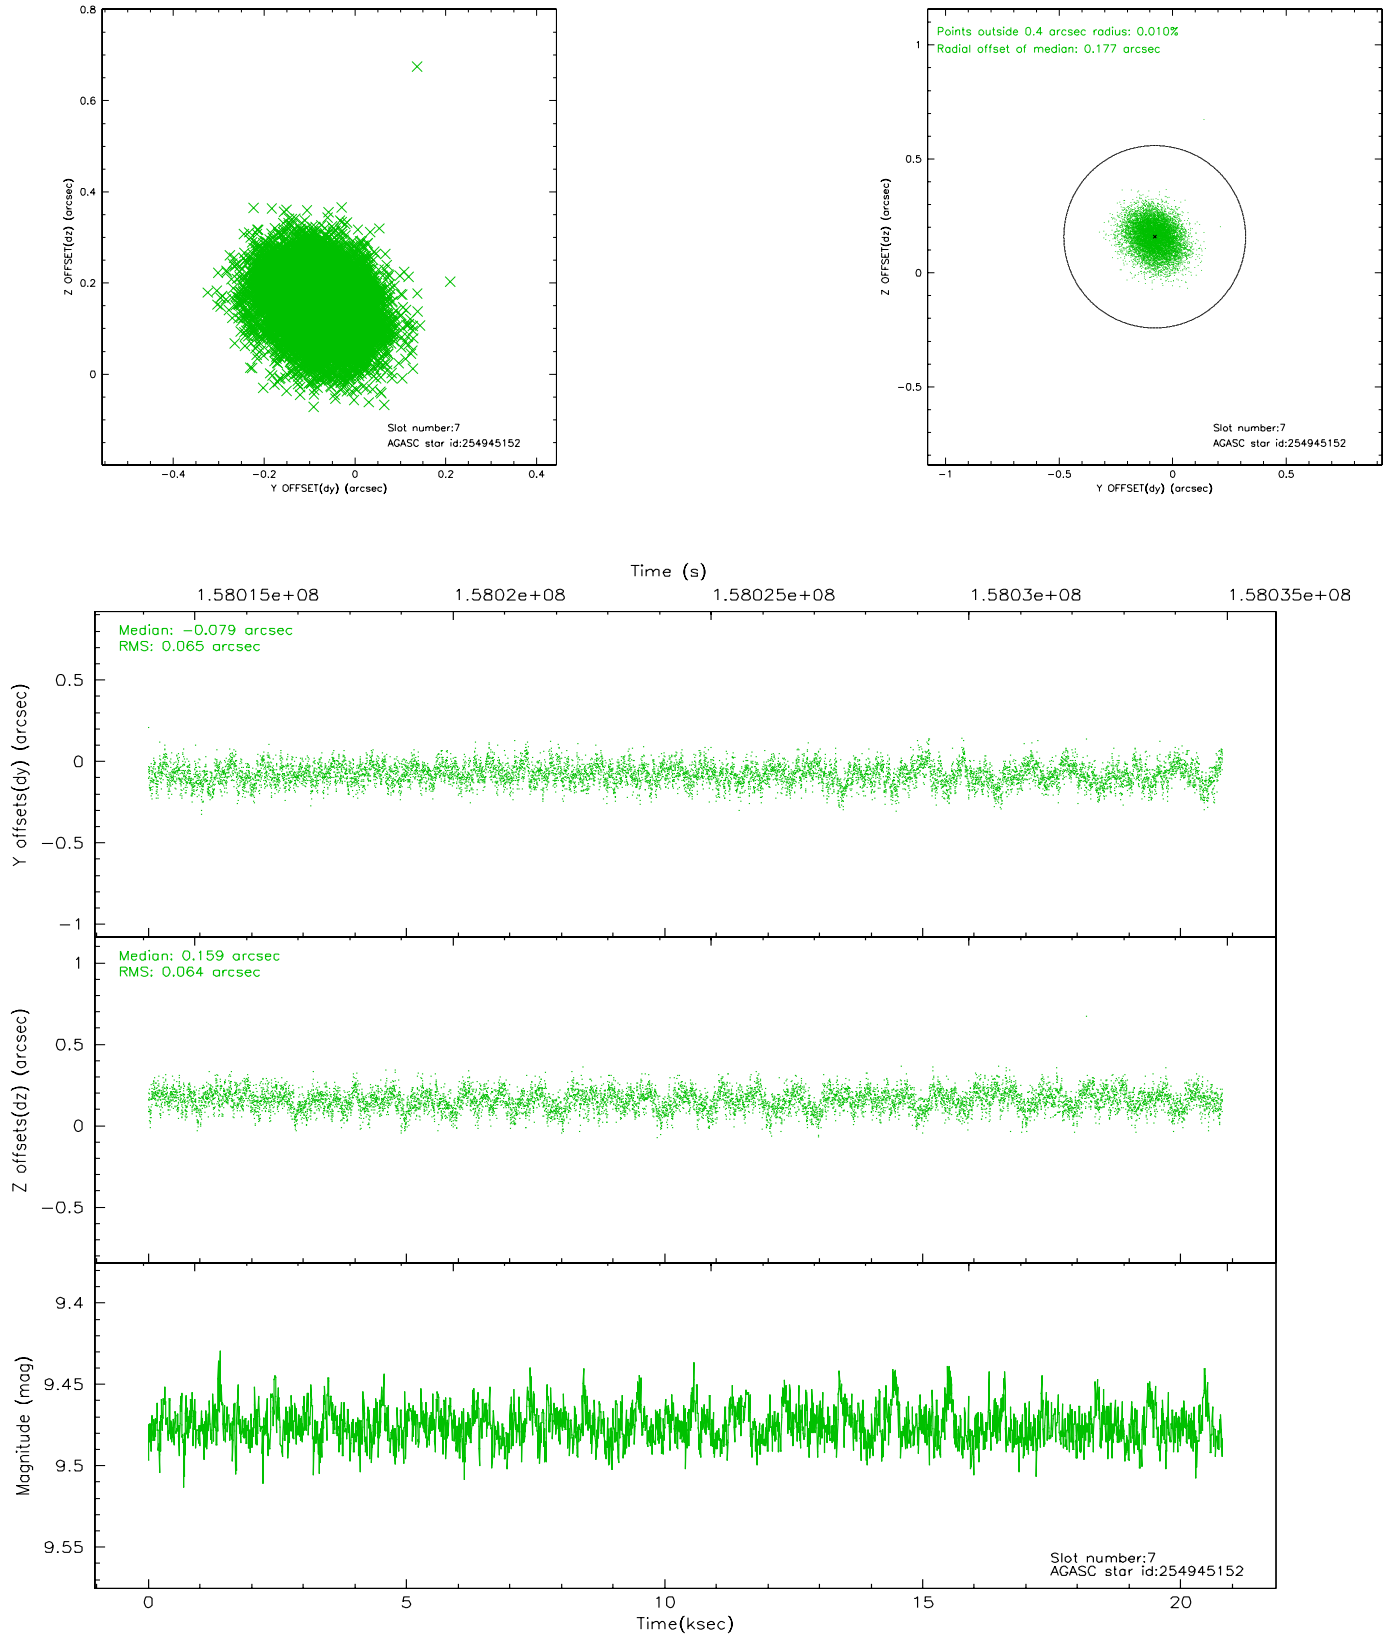 0.8
0.6
0.4
0.2
0
Z OFFSET(dz) (arcsec)
−0.4 −0.2 0 0.2 0.4
Y OFFSET(dy) (arcsec)
Slot number:7
AGASC star id:254945152
Points outside 0.4 arcsec radius: 0.010%
Radial offset of median: 0.177 arcsec
1
0.5
0
−0.5
Z OFFSET(dz) (arcsec)
−1 −0.5 0 0.5
Y OFFSET(dy) (arcsec)
Slot number:7
AGASC star id:254945152
Time (s)
1.58015e+08 1.5802e+08 1.58025e+08 1.5803e+08 1.58035e+08
Median: −0.079 arcsec
RMS: 0.065 arcsec
0.5
0
−0.5
−1
Y offsets(dy) (arcsec)
Median: 0.159 arcsec
RMS: 0.064 arcsec
1
0.5
0
−0.5
Z offsets(dz) (arcsec)
9.4
9.45
9.5
9.55
Magnitude (mag)
Slot number:7
AGASC star id:254945152
0 5 10 15 20
Time(ksec)